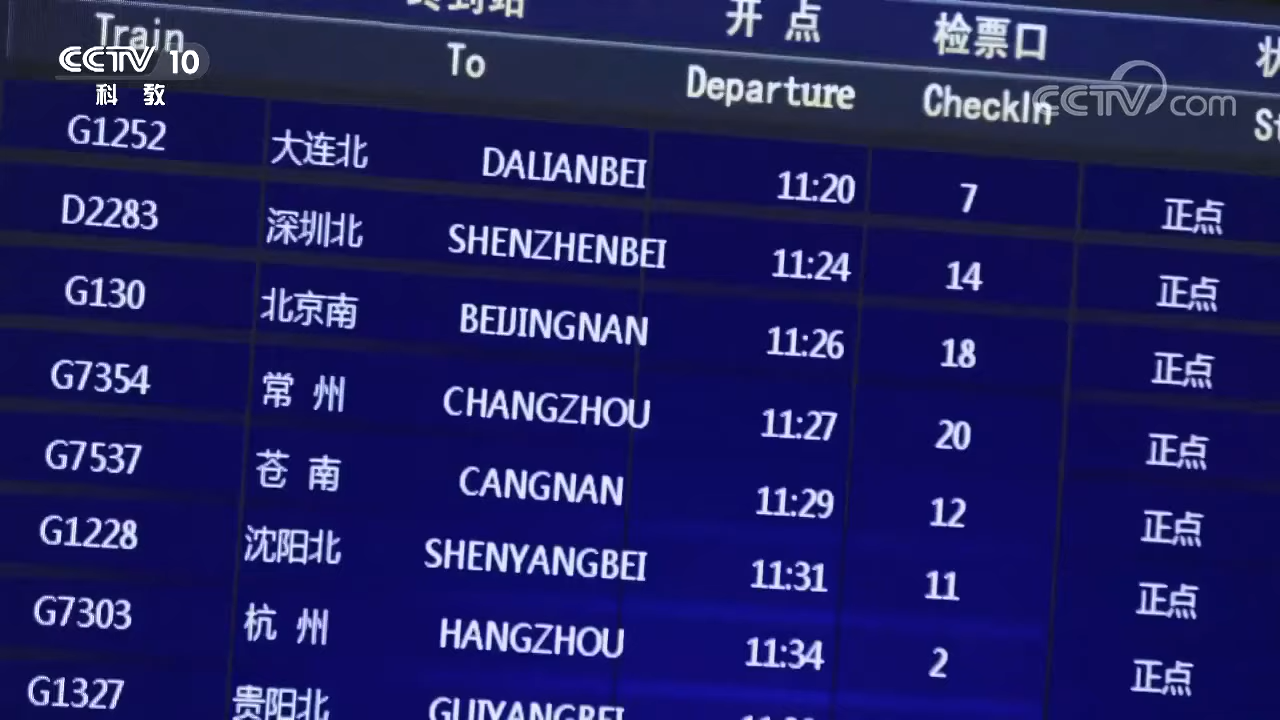 CCTV 10
科教
CCTV.com
终到站 开点 检票口
Train To Departure CheckIn
G1252 大连北 DALIANBEI 11:20 7 正点
D2283 深圳北 SHENZHENBEI 11:24 14 正点
G130 北京南 BEIJINGNAN 11:26 18 正点
G7354 常州 CHANGZHOU 11:27 20 正点
G7537 苍南 CANGNAN 11:29 12 正点
G1228 沈阳北 SHENYANGBEI 11:31 11 正点
G7303 杭州 HANGZHOU 11:34 2 正点
G1327 贵阳北 GUIYANGBEI